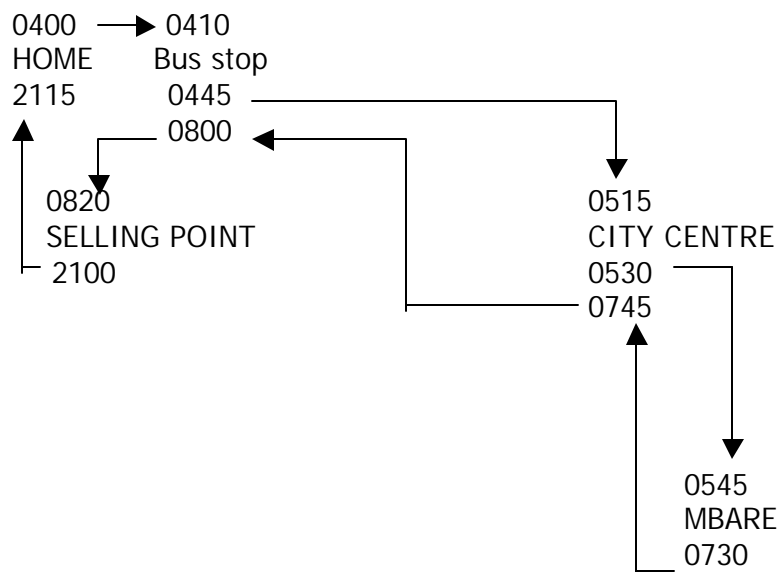 0400 0410
HOME Bus stop
2115 0445
0800
0820
SELLING POINT
2100
0515
CITY CENTRE
0530
0745
0545
MBARE
0730